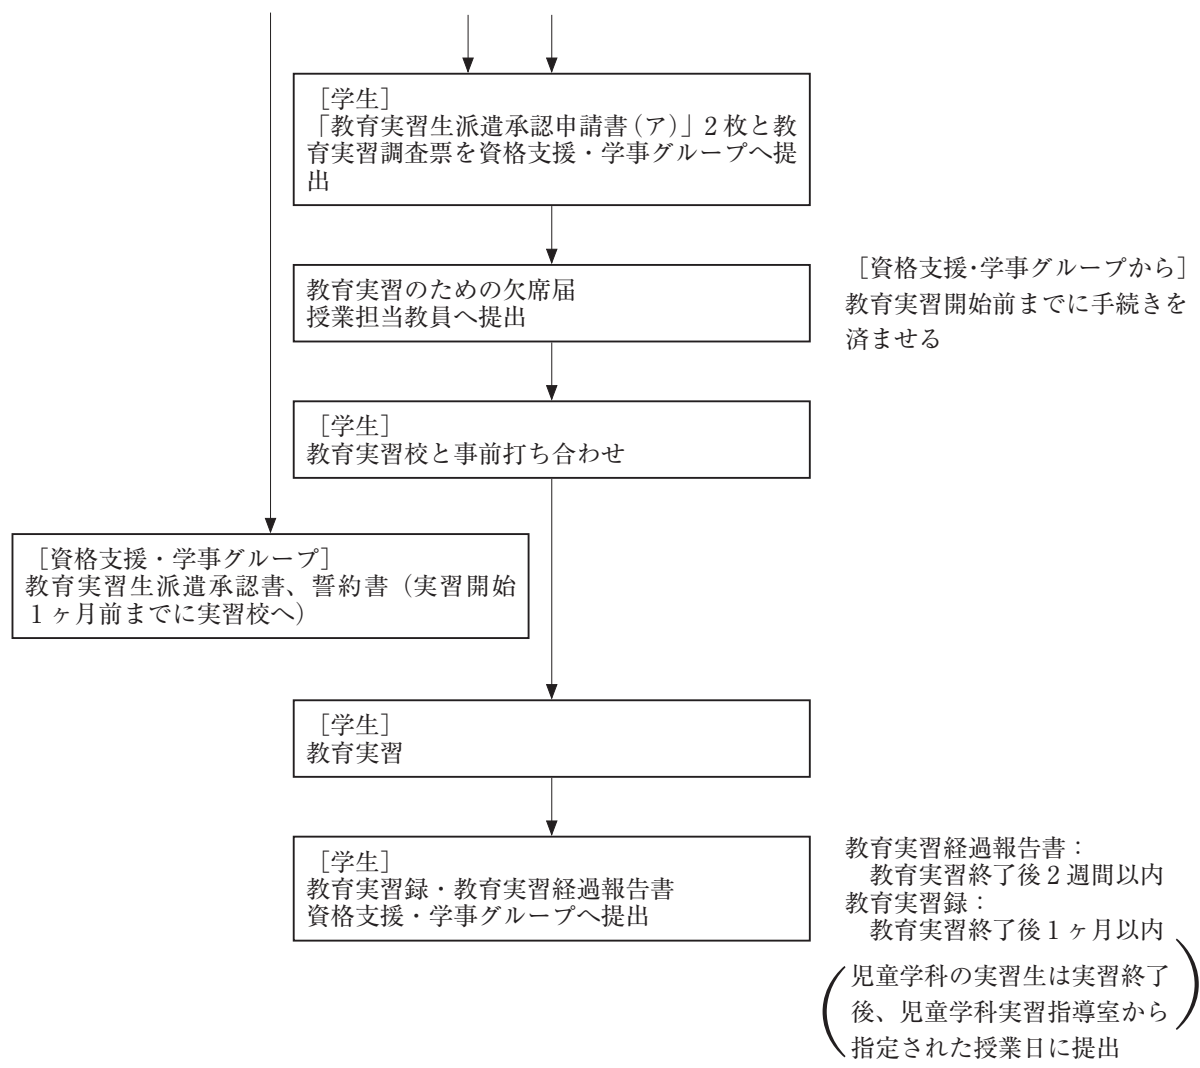 ［学生］
「教育実習生派遣承認申請書（ア）」２枚と教
育実習調査票を資格支援・学事グループへ提
出
教育実習のための欠席届
授業担当教員へ提出
［資格支援・学事グループから］
教育実習開始前までに手続きを
済ませる
［学生］
教育実習校と事前打ち合わせ
［資格支援・学事グループ］
教育実習生派遣承認書、誓約書（実習開始
１ヶ月前までに実習校へ）
［学生］
教育実習
［学生］
教育実習録・教育実習経過報告書
資格支援・学事グループへ提出
教育実習経過報告書：
教育実習終了後２週間以内
教育実習録：
教育実習終了後１ヶ月以内
（児童学科の実習生は実習終了
後、児童学科実習指導室から
指定された授業日に提出）